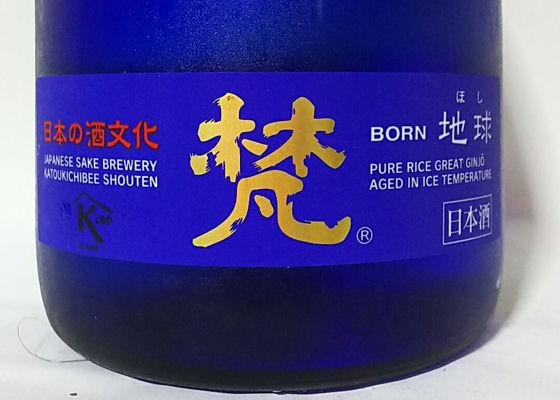 日本の酒文化
JAPANESE SAKE BREWERY
KATOUKICHIBEE SHOUTEN
K
梵
®
ほし
BORN 地球
PURE RICE GREAT GINJŌ
AGED IN ICE TEMPERATURE
日本酒